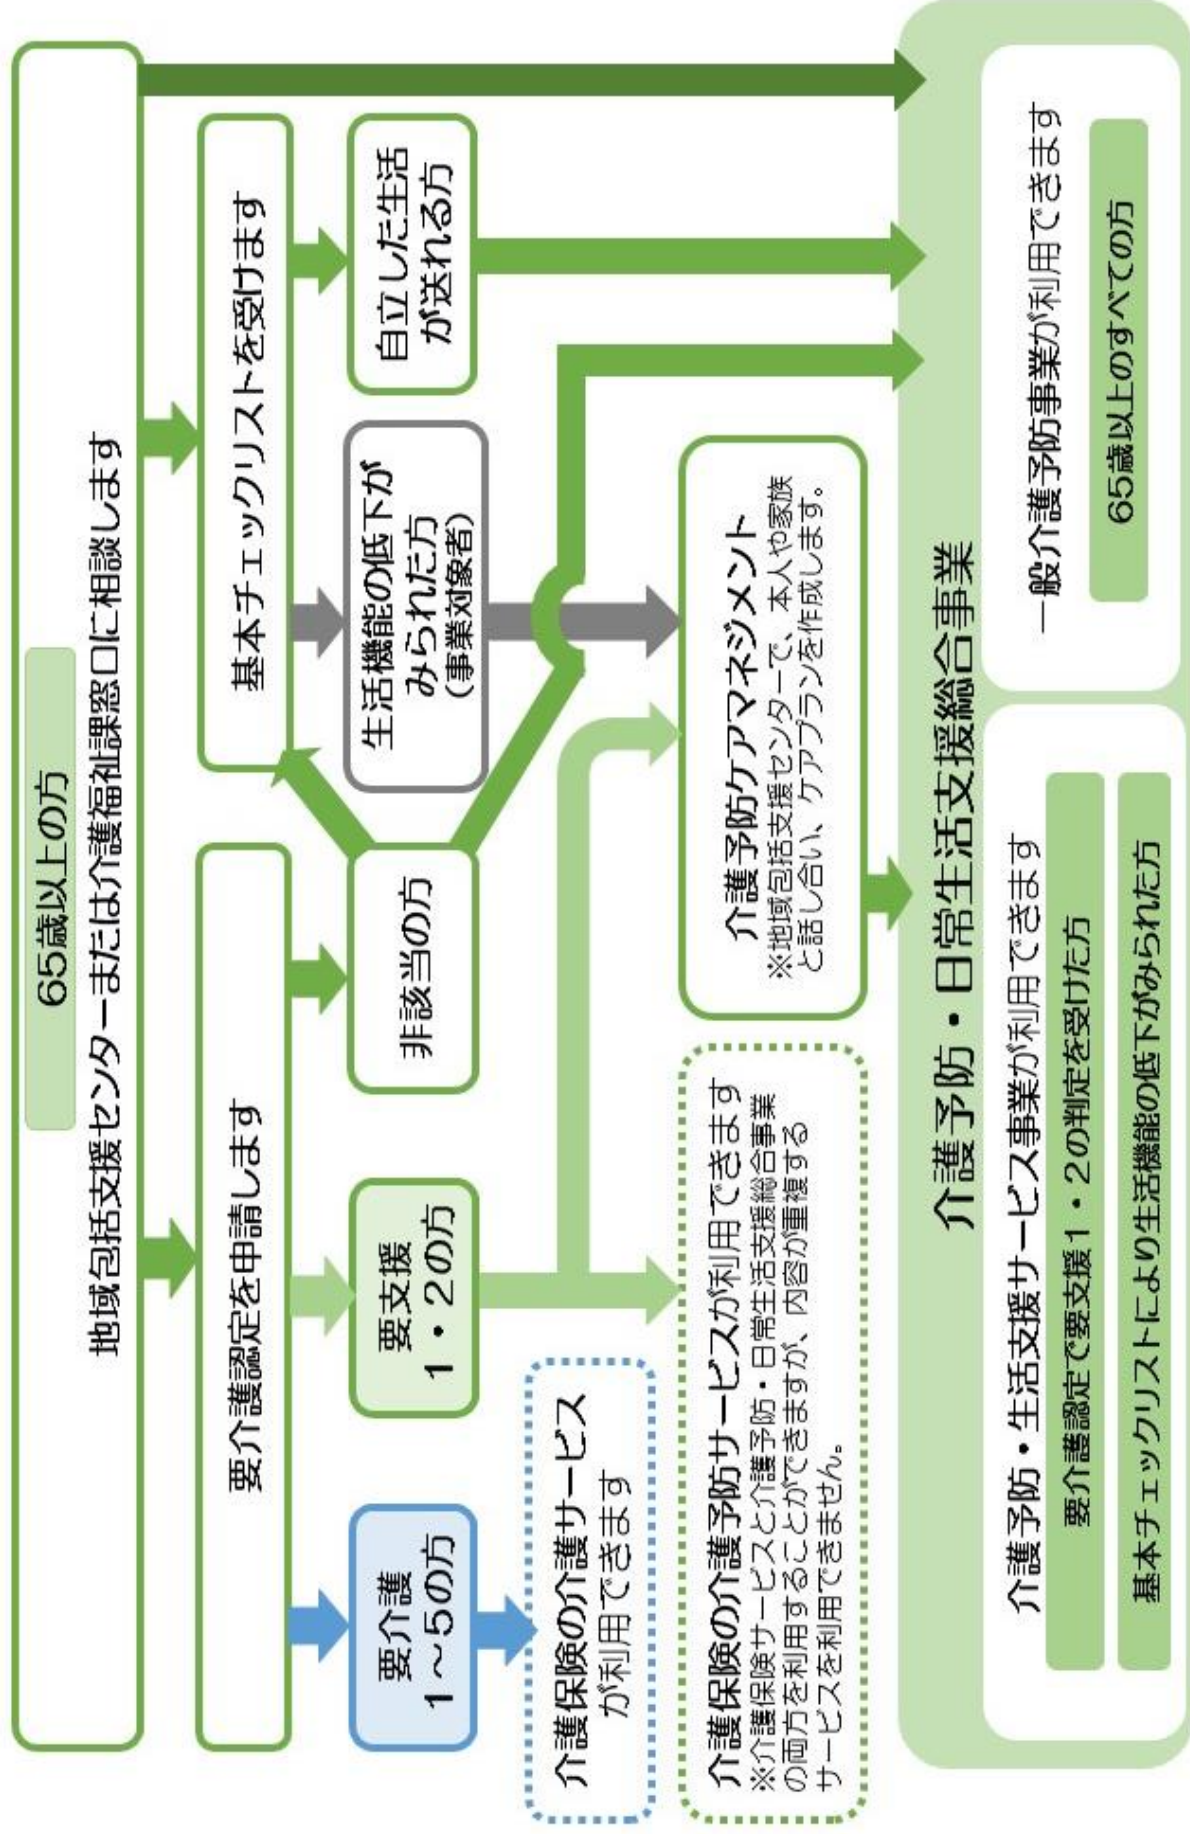 65歳以上の方
地域包括支援センターまたは介護福祉課窓口に相談します
要介護認定を申請します
基本チェックリストを受けます
要介護
1～5の方
要支援
1・2の方
非該当の方
生活機能の低下が
みられた方
（事業対象者）
自立した生活
が送れる方
介護保険の介護サービス
が利用できます
介護保険の介護予防サービスが利用できます
※介護保険サービスと介護予防・日常生活支援総合事業
の両方を利用することができますが、内容が重複する
サービスを利用できません。
介護予防ケアマネジメント
※地域包括支援センターで、本人や家族
と話し合い、ケアプランを作成します。
介護予防・日常生活支援総合事業
介護予防・生活支援サービス事業が利用できます
要介護認定で要支援1・2の判定を受けた方
基本チェックリストにより生活機能の低下がみられた方
一般介護予防事業が利用できます
65歳以上のすべての方